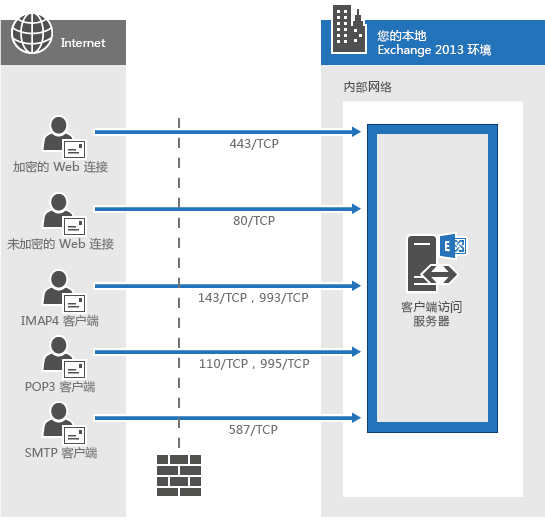 Internet
您的本地
Exchange 2013 环境
内部网络
443/TCP
加密的 Web 连接
80/TCP
未加密的 Web 连接
143/TCP，993/TCP
IMAP4 客户端
E
客户端访问
服务器
110/TCP，995/TCP
POP3 客户端
587/TCP
SMTP 客户端